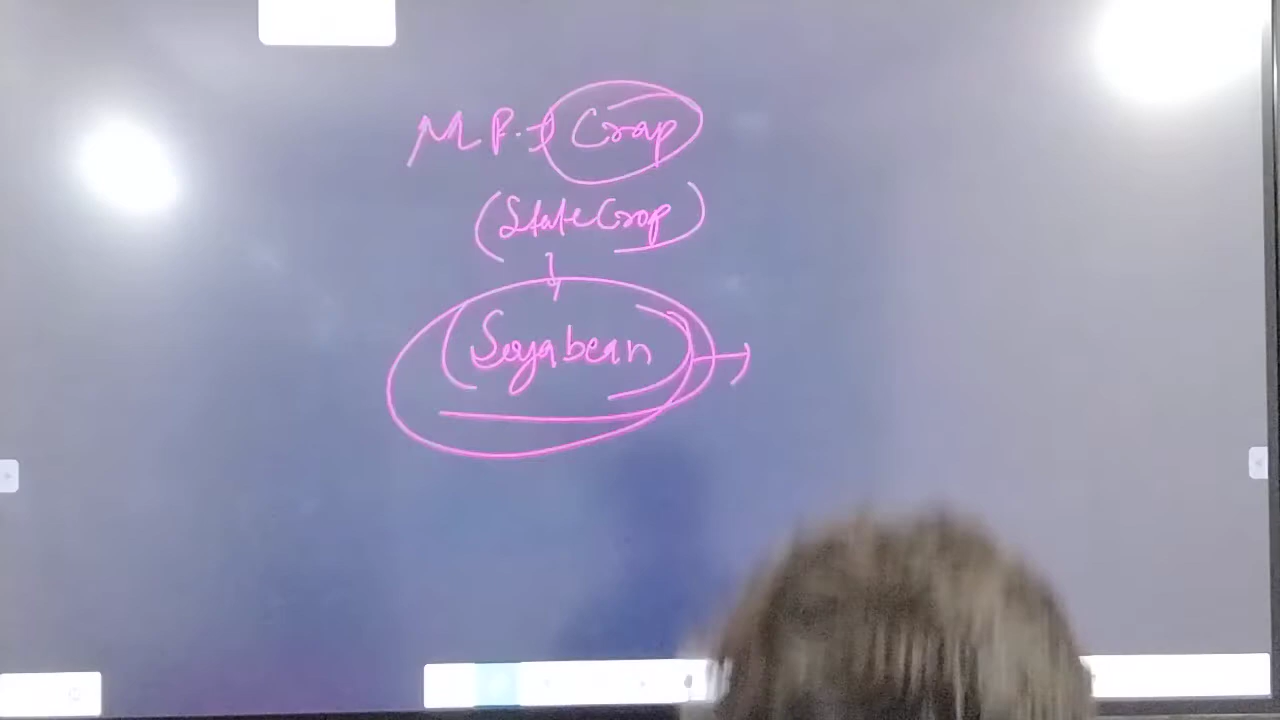 M.P. → Crop
(State Crop)
↓
(Soyabean) →